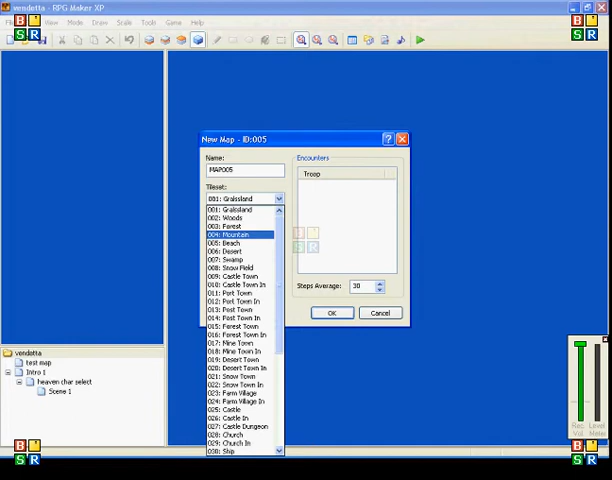 vendetta - RPG Maker XP
View Mode Draw Scale Tools Game Help
New Map - ID:005
Name:
MAP005
Tileset:
001: Grassland
001: Grassland
002: Woods
003: Forest
004: Mountain
005: Beach
006: Desert
007: Swamp
008: Snow Field
009: Castle Town
010: Castle Town In
011: Port Town
012: Port Town In
013: Post Town
014: Post Town In
015: Forest Town
016: Forest Town In
017: Mine Town
018: Mine Town In
019: Desert Town
020: Desert Town In
021: Snow Town
022: Snow Town In
023: Farm Village
024: Farm Village In
025: Castle
026: Castle In
027: Castle Dungeon
028: Church
029: Church In
030: Ship
Encounters
Troop
Steps Average: 30
OK Cancel
vendetta
test map
Intro 1
heaven char select
Scene 1
Rec. Vol
Level Meter
B
S R
B
S R
B
S R
B
S R
B
S R